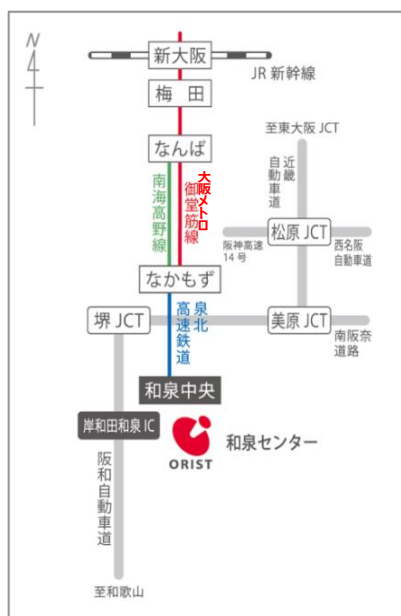 N
新大阪
JR 新幹線
梅 田
至東大阪 JCT
なんば
近畿
自動車道
南海高野線
大阪メトロ
御堂筋線
松原 JCT
阪神高速
14 号
西名阪
自動車道
なかもず
堺 JCT
美原 JCT
泉北
高速鉄道
南阪奈
道路
和泉中央
岸和田和泉 IC
和泉センター
ORIST
阪和自動車道
至和歌山